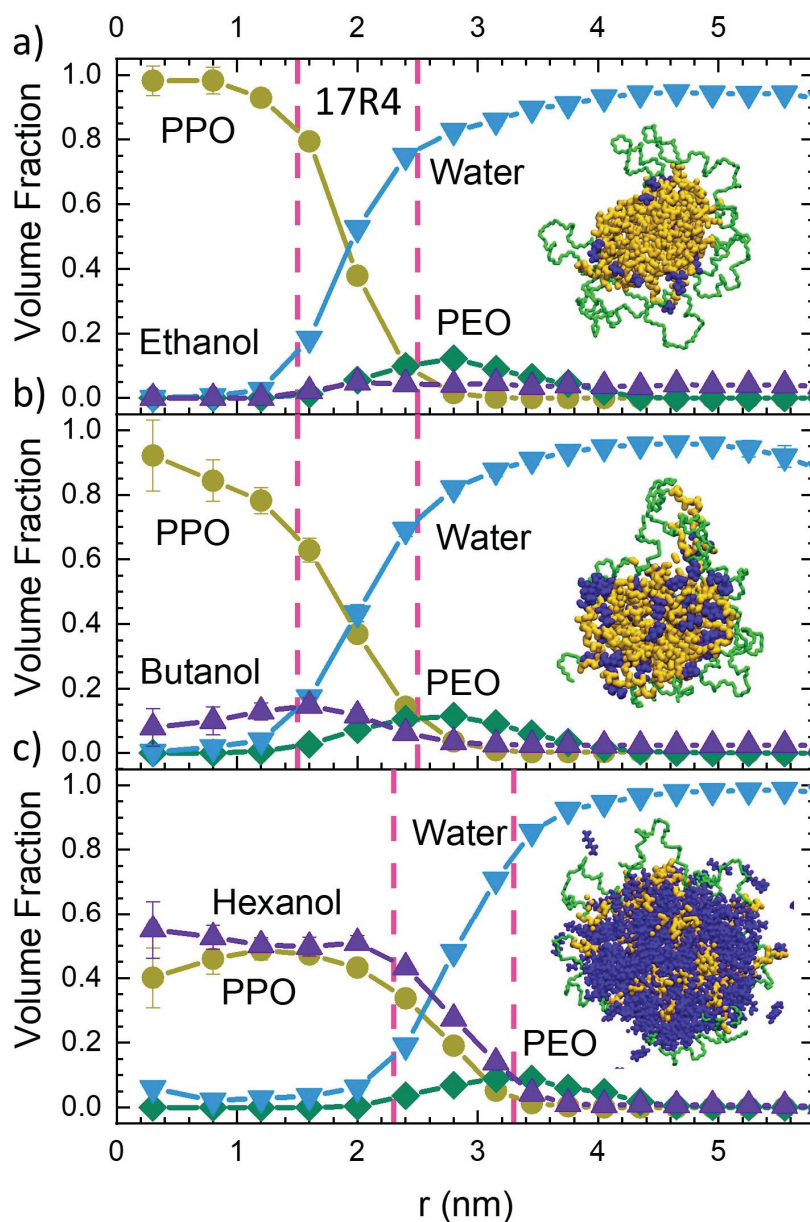 0 1 2 3 4 5
a)
1.0
17R4
PPO
0.8
Water
0.6
0.4
0.2
Ethanol
PEO
0.0
Volume Fraction
b)
1.0
PPO
0.8
Water
0.6
0.4
Butanol
0.2
PEO
0.0
Volume Fraction
c)
1.0
Water
0.8
0.6
Hexanol
0.4
PPO
0.2
PEO
0.0
Volume Fraction
0 1 2 3 4 5
r (nm)